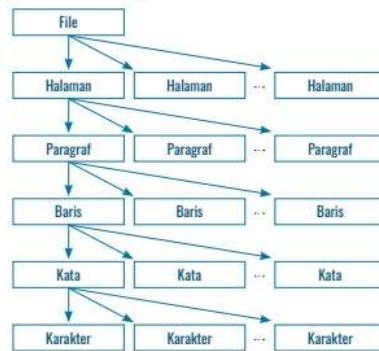 File
Halaman Halaman ... Halaman
Paragraf Paragraf ... Paragraf
Baris Baris ... Baris
Kata Kata ... Kata
Karakter Karakter ... Karakter